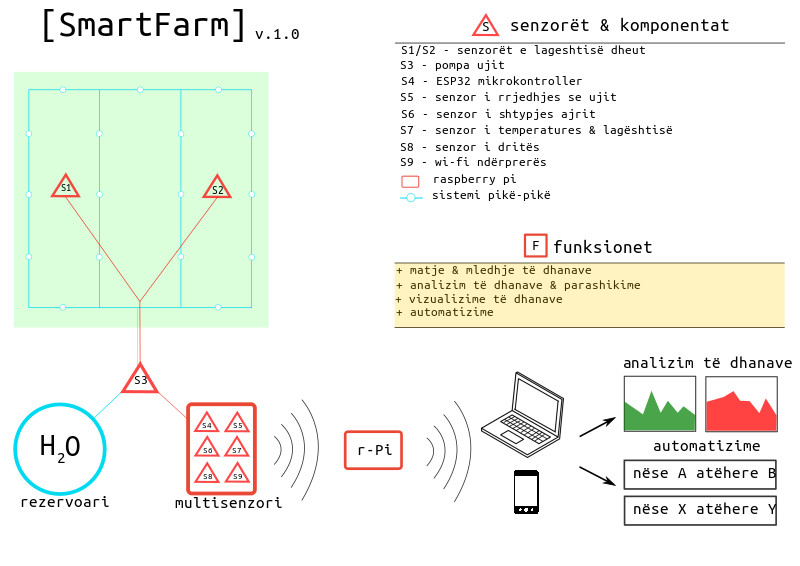 [SmartFarm] v.1.0
S senzorët & komponentat
S1/S2 - senzorët e lageshtisë dheut
S3 - pompa ujit
S4 - ESP32 mikrokontroller
S5 - senzor i rrjedhjes se ujit
S6 - senzor i shtypjes ajrit
S7 - senzor i temperatures & lagështisë
S8 - senzor i dritës
S9 - wi-fi ndërprerës
raspberry pi
sistemi pikë-pikë
S1
S2
F funksionet
+ matje & mledhje të dhanave
+ analizim të dhanave & parashikime
+ vizualizime të dhanave
+ automatizime
S3
H2O
rezervoari
S4 S5
S6 S7
S8 S9
multisenzori
r-Pi
analizim të dhanave
automatizime
nëse A atëhere B
nëse X atëhere Y